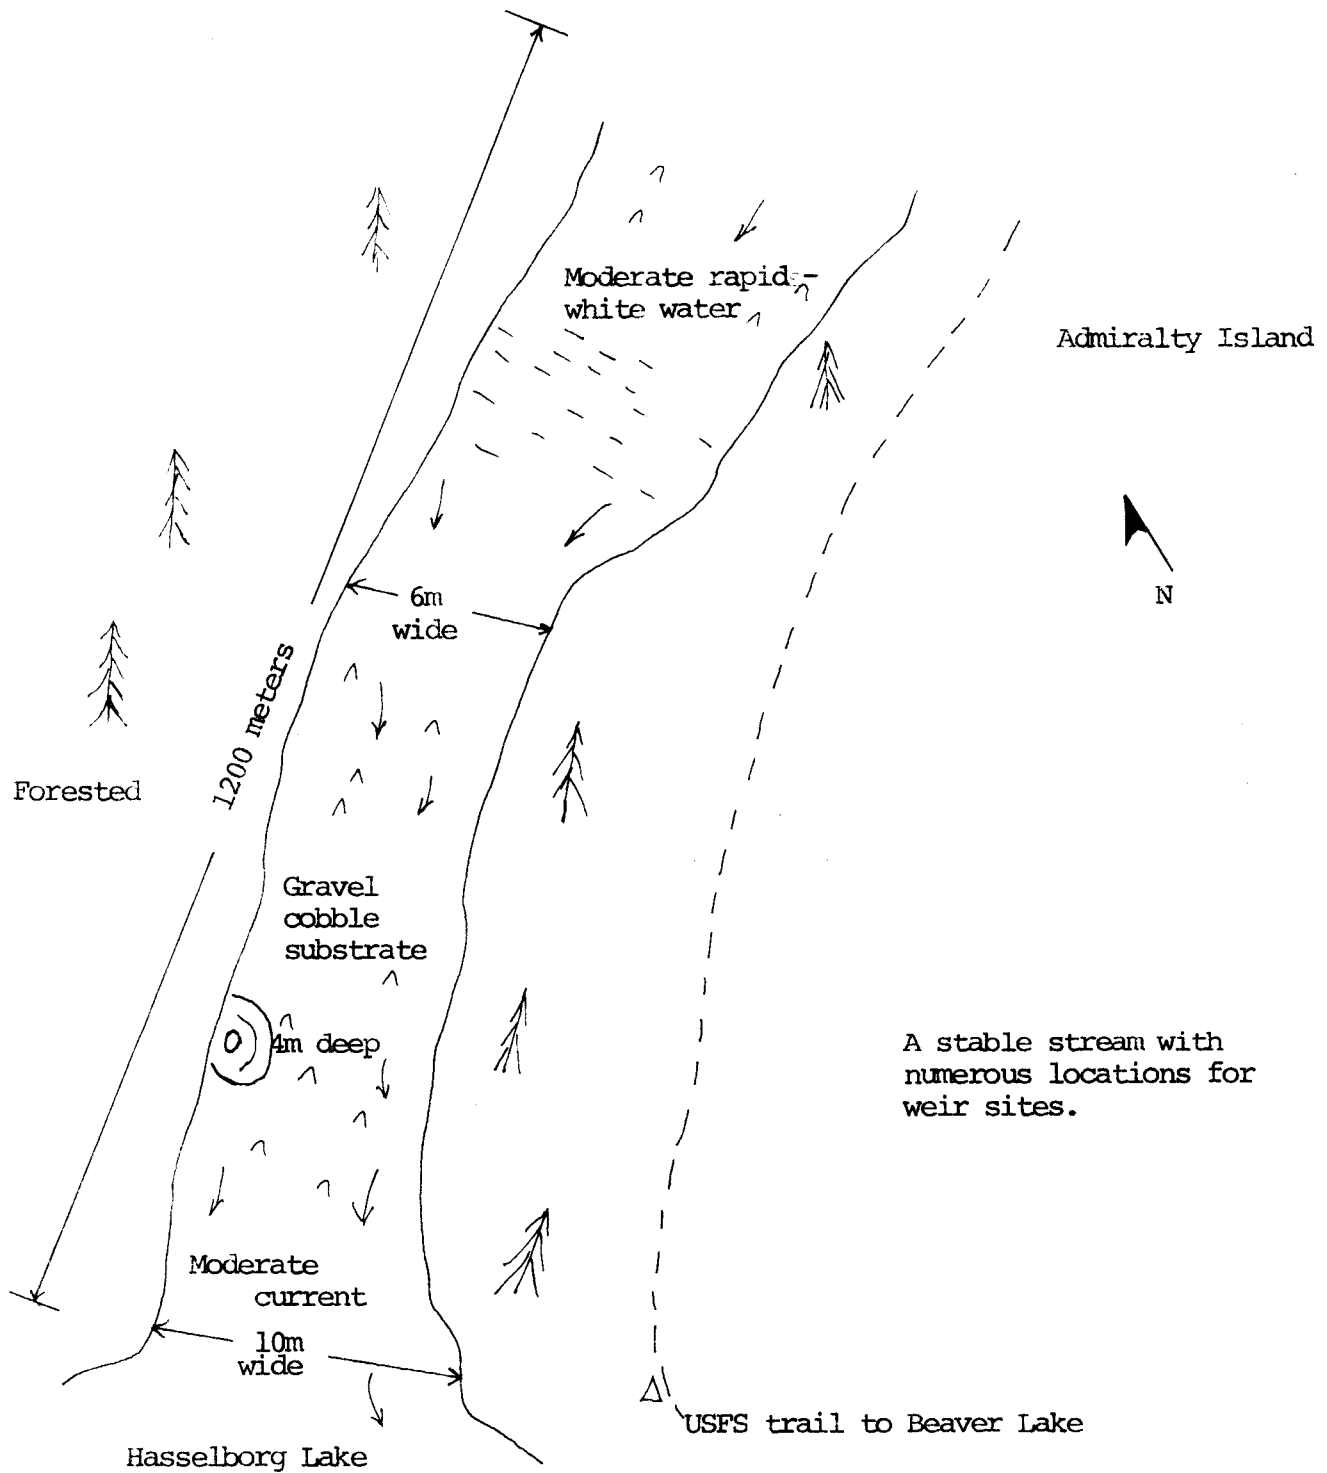 Moderate rapids-
white water
Admiralty Island
N
6m
wide
1200 meters
Forested
Gravel
cobble
substrate
4m deep
A stable stream with
numerous locations for
weir sites.
Moderate
current
10m
wide
USFS trail to Beaver Lake
Hasselborg Lake